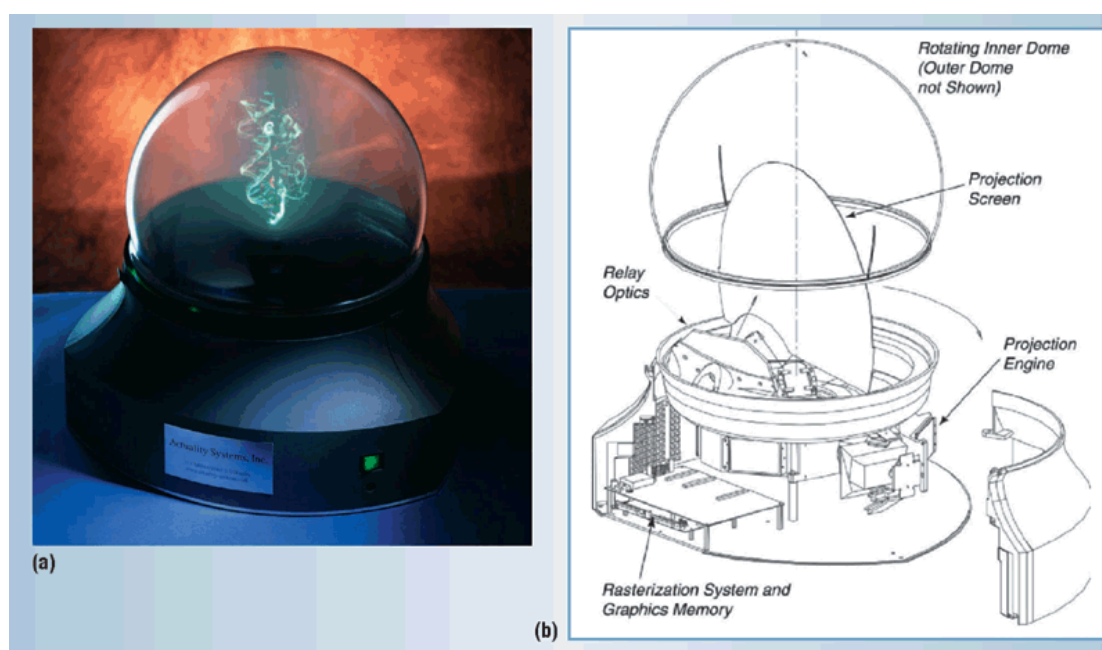 Actuality Systems, Inc.
(a)
Rotating Inner Dome
(Outer Dome
not Shown)
Projection
Screen
Relay
Optics
Projection
Engine
Rasterization System and
Graphics Memory
(b)